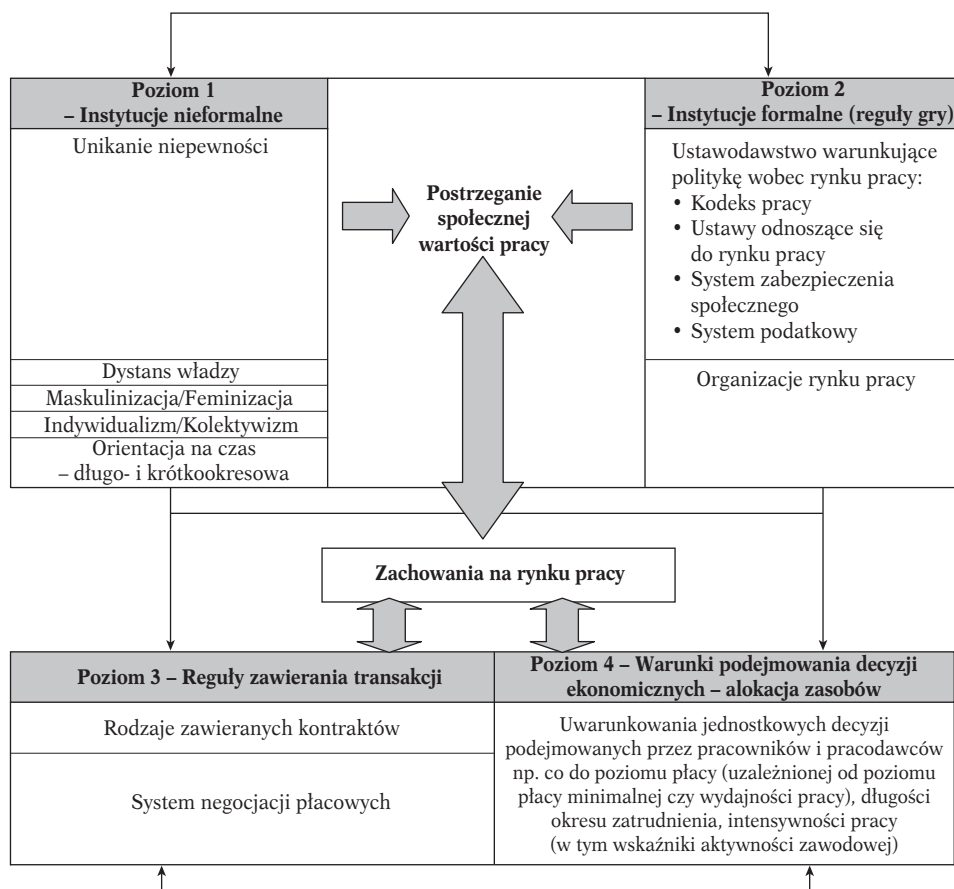 Poziom 1
– Instytucje nieformalne
Unikanie niepewności
Dystans władzy
Maskulinizacja/Feminizacja
Indywidualizm/Kolektywizm
Orientacja na czas
– długo- i krótkookresowa
Postrzeganie
społecznej
wartości pracy
Poziom 2
– Instytucje formalne (reguły gry)
Ustawodawstwo warunkujące
politykę wobec rynku pracy:
• Kodeks pracy
• Ustawy odnoszące się
do rynku pracy
• System zabezpieczenia
społecznego
• System podatkowy
Organizacje rynku pracy
Zachowania na rynku pracy
Poziom 3 – Reguły zawierania transakcji
Rodzaje zawieranych kontraktów
System negocjacji płacowych
Poziom 4 – Warunki podejmowania decyzji
ekonomicznych – alokacja zasobów
Uwarunkowania jednostkowych decyzji
podejmowanych przez pracowników i pracodawców
np. co do poziomu płacy (uzależnionej od poziomu
płacy minimalnej czy wydajności pracy), długości
okresu zatrudnienia, intensywności pracy
(w tym wskaźniki aktywności zawodowej)